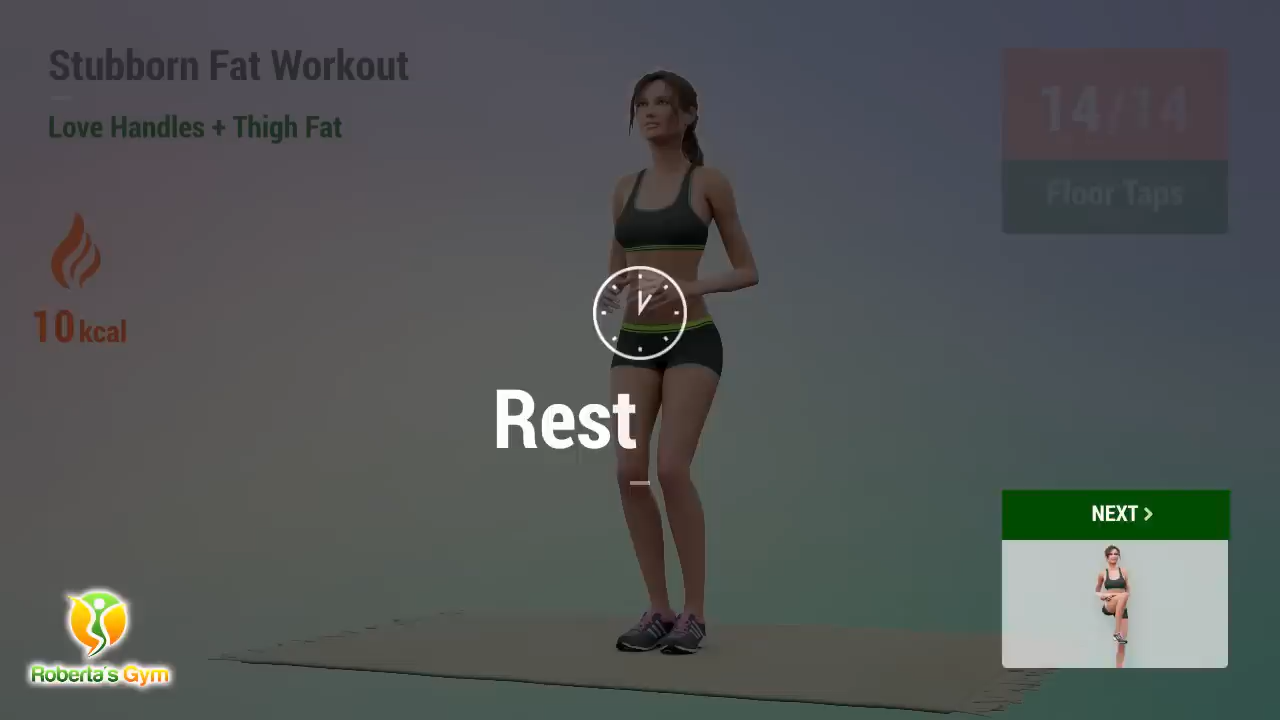 Stubborn Fat Workout
Love Handles + Thigh Fat
14/14
Floor Taps
10 kcal
Rest
NEXT >
Roberta's Gym